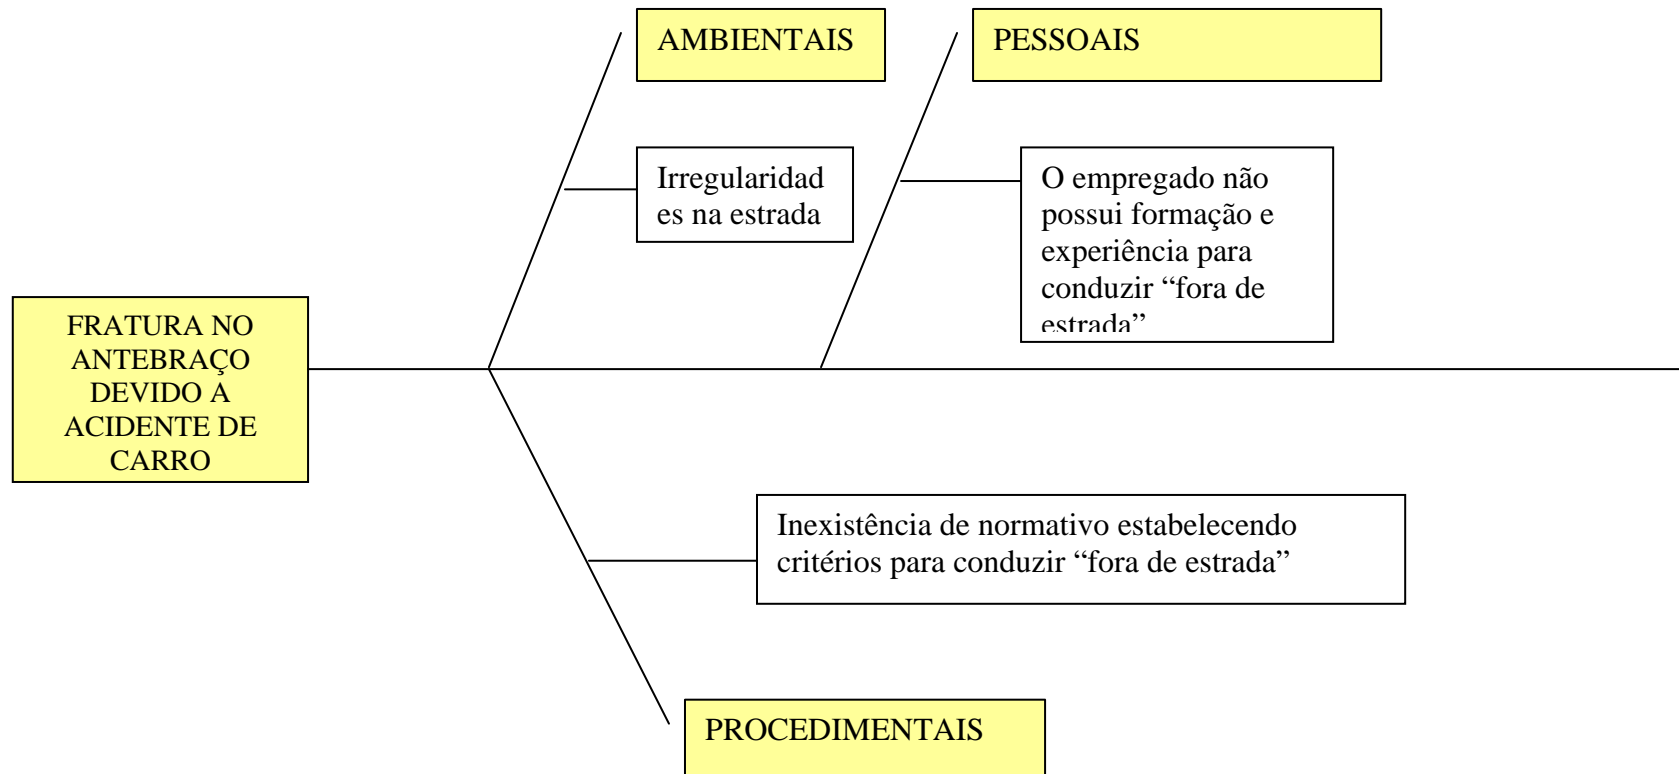 AMBIENTAIS
PESSOAIS
Irregularidad
es na estrada
O empregado não
possui formação e
experiência para
conduzir “fora de
estrada”
FRATURA NO
ANTEBRAÇO
DEVIDO A
ACIDENTE DE
CARRO
Inexistência de normativo estabelecendo
critérios para conduzir “fora de estrada”
PROCEDIMENTAIS